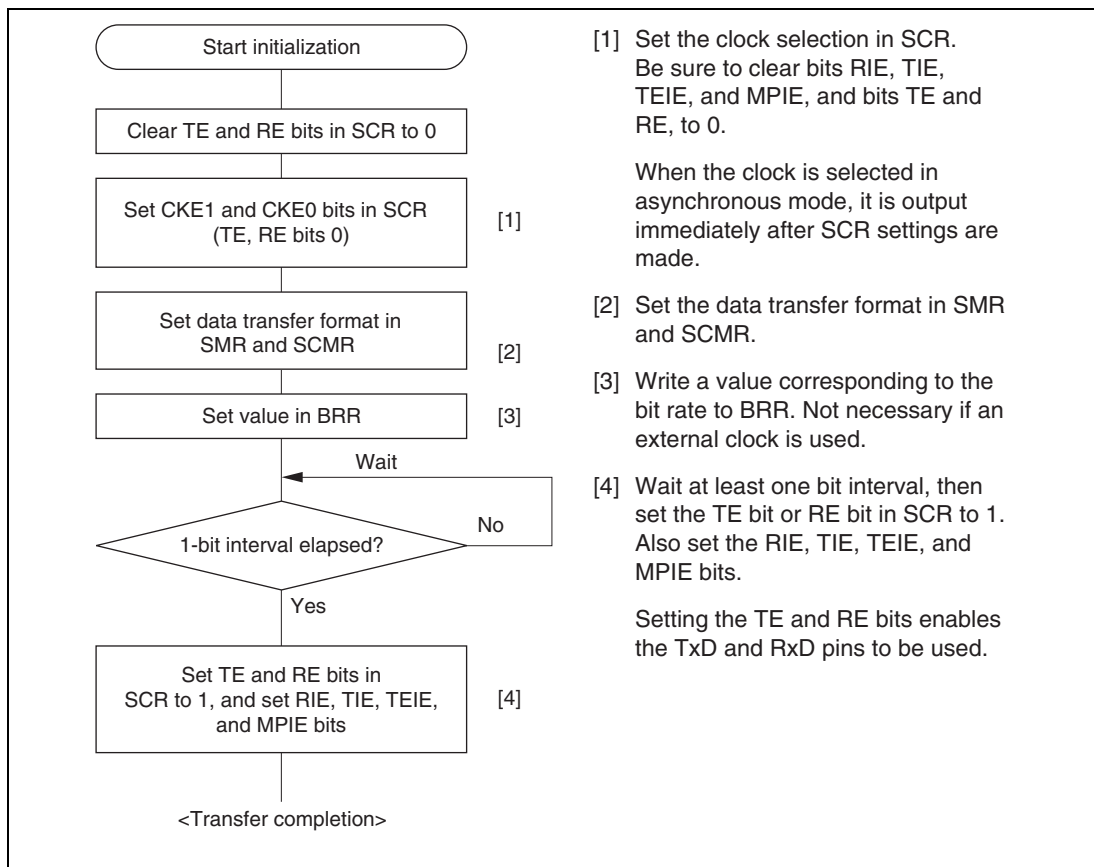 Start initialization
Clear TE and RE bits in SCR to 0
Set CKE1 and CKE0 bits in SCR
(TE, RE bits 0)
[1]
Set data transfer format in
SMR and SCMR
[2]
Set value in BRR
[3]
Wait
No
1-bit interval elapsed?
Yes
Set TE and RE bits in
SCR to 1, and set RIE, TIE, TEIE,
and MPIE bits
[4]
<Transfer completion>
[1] Set the clock selection in SCR.
Be sure to clear bits RIE, TIE,
TEIE, and MPIE, and bits TE and
RE, to 0.
When the clock is selected in
asynchronous mode, it is output
immediately after SCR settings are
made.
[2] Set the data transfer format in SMR
and SCMR.
[3] Write a value corresponding to the
bit rate to BRR. Not necessary if an
external clock is used.
[4] Wait at least one bit interval, then
set the TE bit or RE bit in SCR to 1.
Also set the RIE, TIE, TEIE, and
MPIE bits.
Setting the TE and RE bits enables
the TxD and RxD pins to be used.